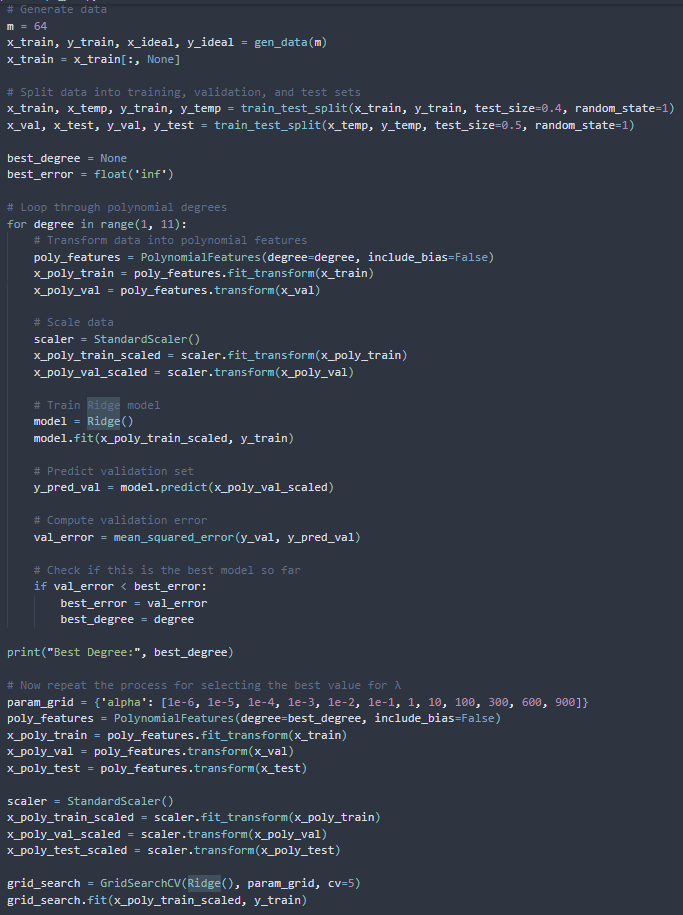 # Generate data
m = 64
x_train, y_train, x_ideal, y_ideal = gen_data(m)
x_train = x_train[:, None]

# Split data into training, validation, and test sets
x_train, x_temp, y_train, y_temp = train_test_split(x_train, y_train, test_size=0.4, random_state=1)
x_val, x_test, y_val, y_test = train_test_split(x_temp, y_temp, test_size=0.5, random_state=1)

best_degree = None
best_error = float('inf')

# Loop through polynomial degrees
for degree in range(1, 11):
    # Transform data into polynomial features
    poly_features = PolynomialFeatures(degree=degree, include_bias=False)
    x_poly_train = poly_features.fit_transform(x_train)
    x_poly_val = poly_features.transform(x_val)

    # Scale data
    scaler = StandardScaler()
    x_poly_train_scaled = scaler.fit_transform(x_poly_train)
    x_poly_val_scaled = scaler.transform(x_poly_val)

    # Train Ridge model
    model = Ridge()
    model.fit(x_poly_train_scaled, y_train)

    # Predict validation set
    y_pred_val = model.predict(x_poly_val_scaled)

    # Compute validation error
    val_error = mean_squared_error(y_val, y_pred_val)

    # Check if this is the best model so far
    if val_error < best_error:
        best_error = val_error
        best_degree = degree

print("Best Degree:", best_degree)

# Now repeat the process for selecting the best value for λ
param_grid = {'alpha': [1e-6, 1e-5, 1e-4, 1e-3, 1e-2, 1e-1, 1, 10, 100, 300, 600, 900]}
poly_features = PolynomialFeatures(degree=best_degree, include_bias=False)
x_poly_train = poly_features.fit_transform(x_train)
x_poly_val = poly_features.transform(x_val)
x_poly_test = poly_features.transform(x_test)

scaler = StandardScaler()
x_poly_train_scaled = scaler.fit_transform(x_poly_train)
x_poly_val_scaled = scaler.transform(x_poly_val)
x_poly_test_scaled = scaler.transform(x_poly_test)

grid_search = GridSearchCV(Ridge(), param_grid, cv=5)
grid_search.fit(x_poly_train_scaled, y_train)